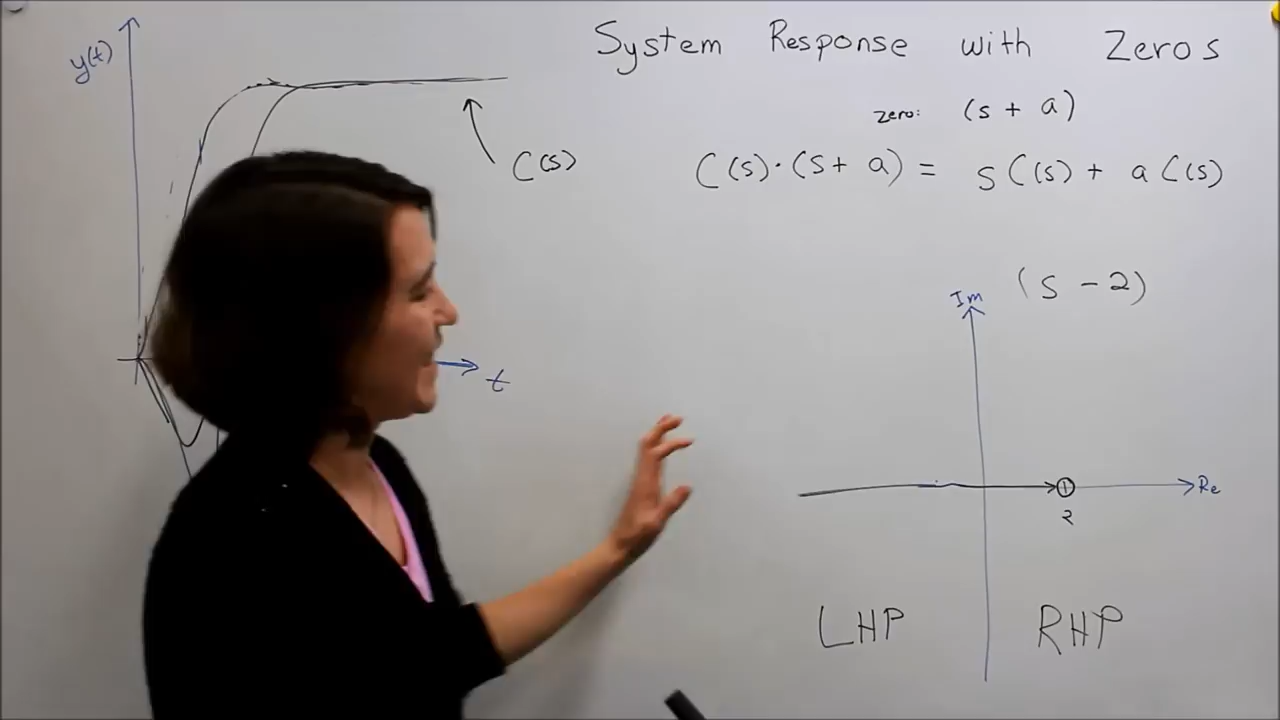 System Response with Zeros
zero: (s + a)
C(s)·(s + a) = sC(s) + aC(s)
y(t)
C(s)
t
(s - 2)
Im
Re
2
LHP RHP